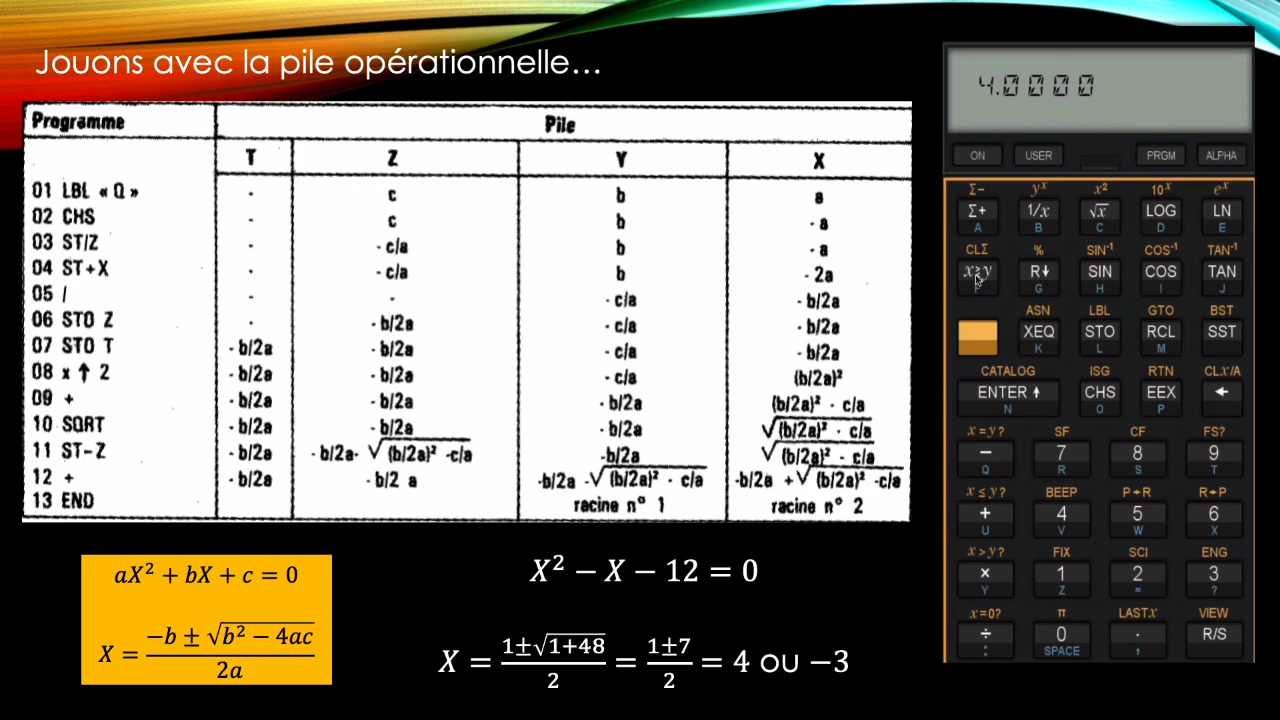 Jouons avec la pile opérationnelle…
Programme Pile
T Z Y X
01 LBL « Q » - c b a
02 CHS - c b - a
03 ST/Z - - c/a b - a
04 ST+X - - c/a b - 2a
05 / - - - c/a - b/2a
06 STO Z - - b/2a - c/a - b/2a
07 STO T - b/2a - b/2a - c/a - b/2a
08 x ↑ 2 - b/2a - b/2a - c/a (b/2a)²
09 + - b/2a - b/2a - b/2a (b/2a)² - c/a
10 SQRT - b/2a - b/2a - b/2a √(b/2a)² - c/a
11 ST-Z - b/2a - b/2a- √(b/2a)² -c/a -b/2a √(b/2a)² - c/a
12 + - b/2a - b/2 a -b/2a -√(b/2a)² - c/a -b/2a +√(b/2a)² -c/a
13 END racine n° 1 racine n° 2
aX² + bX + c = 0
X = (−b ± √(b² − 4ac)) / 2a
X² − X − 12 = 0
X = (1±√(1+48)) / 2 = (1±7) / 2 = 4 ou −3
4.0000
ON USER PRGM ALPHA
Σ− yˣ x² 10ˣ eˣ
Σ+ 1/x √x LOG LN
A B C D E
CLΣ % SIN⁻¹ COS⁻¹ TAN⁻¹
x≷y R↓ SIN COS TAN
F G H I J
ASN LBL GTO BST
XEQ STO RCL SST
K L M
CATALOG ISG RTN CL.x/A
ENTER ↑ CHS EEX ←
N O P
x=y? SF CF FS?
− 7 8 9
Q R S T
x≤y? BEEP P→R R→P
+ 4 5 6
U V W X
x>y? FIX SCI ENG
× 1 2 3
Y Z = ?
x=0? π LAST.x VIEW
÷ 0 . R/S
: SPACE ,